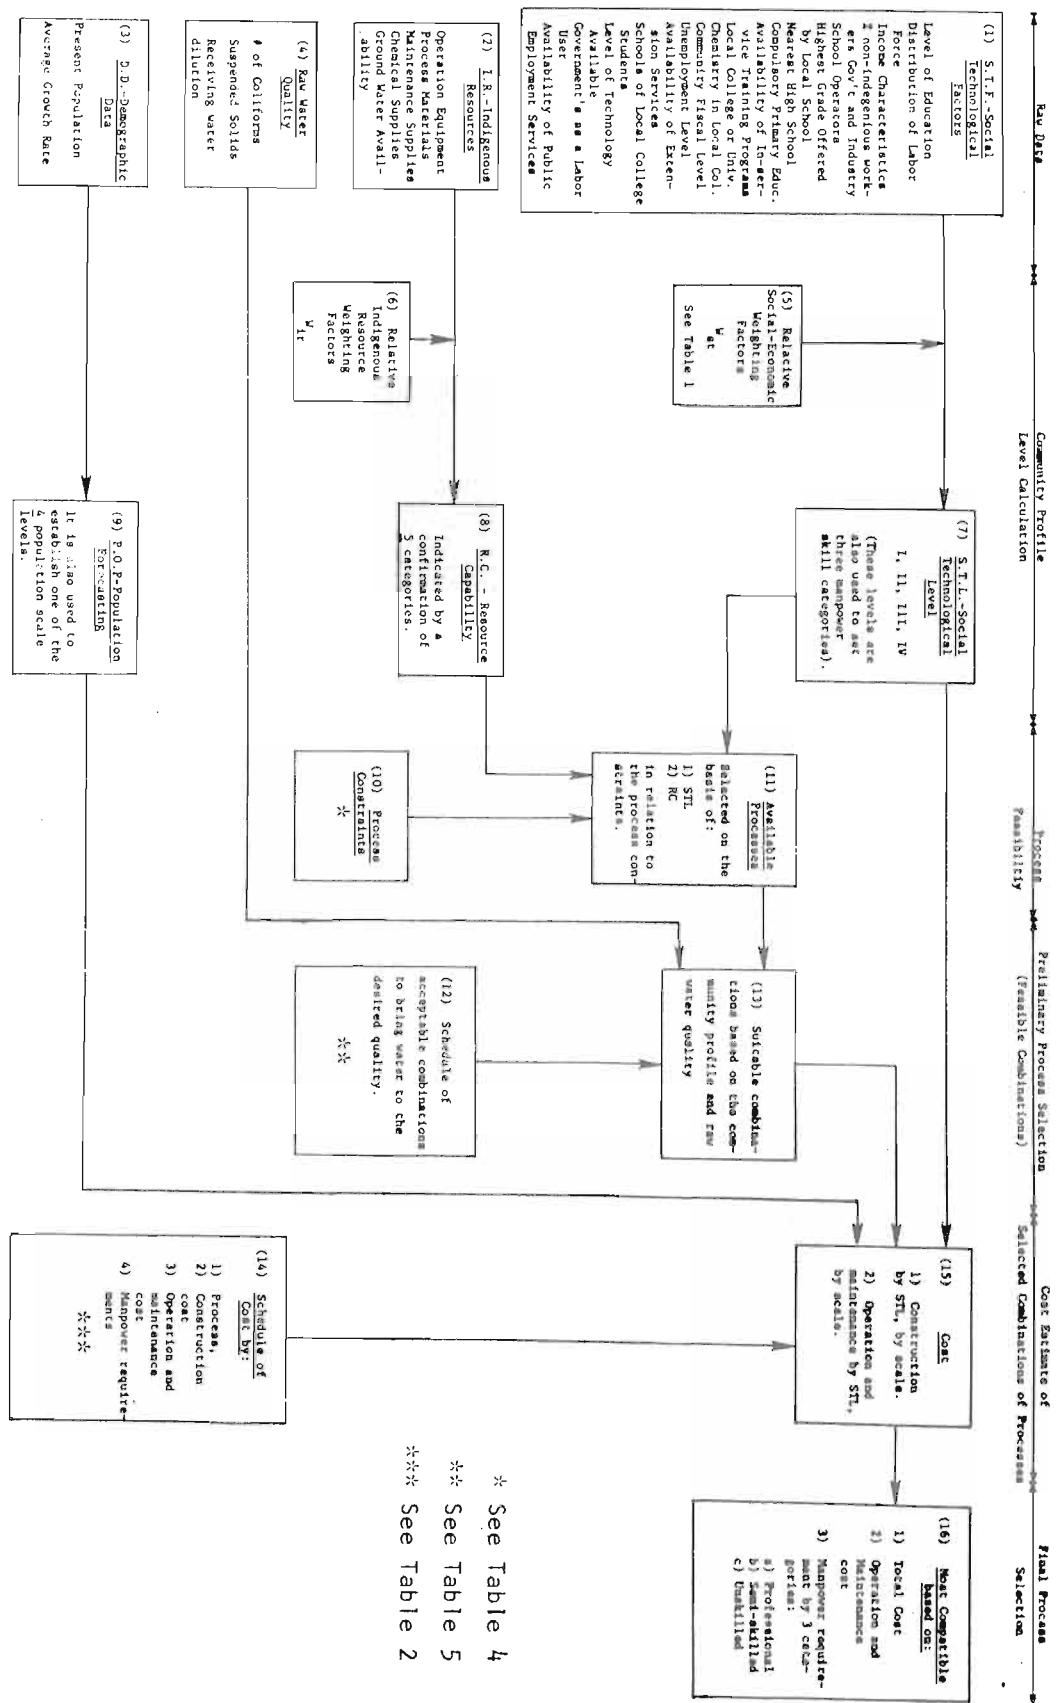 Raw Data
Community Profile
Level Calculation
Process
Feasibiltiy
Preliminary Process Selection
(Feasible Combinations)
Cost Estimate of
Selected Combinations of Processes
Final Process
Selection
(1) S.T.F.-Social
Technological
Factors
Level of Education
Distribution of Labor
Force
Income Characteristics
% non-indegenious work-
ers Gov't and Industry
School Operators
Highest Grade Offered
by Local School
Nearest High School
Compulsory Primary Educ.
Availability of In-ser-
vice Training Programs
Local College or Univ.
Chemistry in Local Col.
Community Fiscal Level
Unemployment Level
Availability of Exten-
sion Services
Schools of Local College
Students
Level of Technology
Available
Government's as a Labor
User
Availability of Public
Employment Services
(2) I.R.-Indigenous
Resources
Operation Equipment
Process Materials
Maintenance Supplies
Chemical Supplies
Ground Water Avail-
ability
(4) Raw Water
Quality
# of Coliforms
Suspended Solids
Receiving water
dilution
(3) D.D.-Demographic
Data
Present Population
Average Growth Rate
(5) Relative
Social-Economic
Weighting
Factors
W st
See Table 1
(6) Relative
Indigenous
Resource
Weighting
Factors
W ir
(7) S.T.L.-Social
Technological
Level
I, II, III, IV
(These levels are
also used to set
three manpower
skill categories).
(8) R.C. - Resource
Capability
Indicated by a
confirmation of
5 categories.
(9) P.O.P-Population
Forecasting
It is also used to
establish one of the
4 population scale
levels.
(11) Available
Processes
Selected on the
basis of:
1) STL
2) RC
in relation to
the process con-
straints.
(10) Process
Constraints
*
(13) Suitable combina-
tions based on the com-
munity profile and raw
water quality
(12) Schedule of
acceptable combinations
to bring water to the
desired quality.
**
(15) Cost
1) Construction
by STL, by scale.
2) Operation and
maintenance by STL,
by scale.
(14) Schedule of
Cost by:
1) Process,
2) Construction
cost
3) Operation and
maintenance
cost
4) Manpower require-
ments
***
(16) Most Compatible
based on:
1) Total Cost
2) Operation and
Maintenance
cost
3) Manpower require-
ment by 3 cate-
gories:
a) Professional
b) Semi-skilled
c) Unskilled
* See Table 4
** See Table 5
*** See Table 2